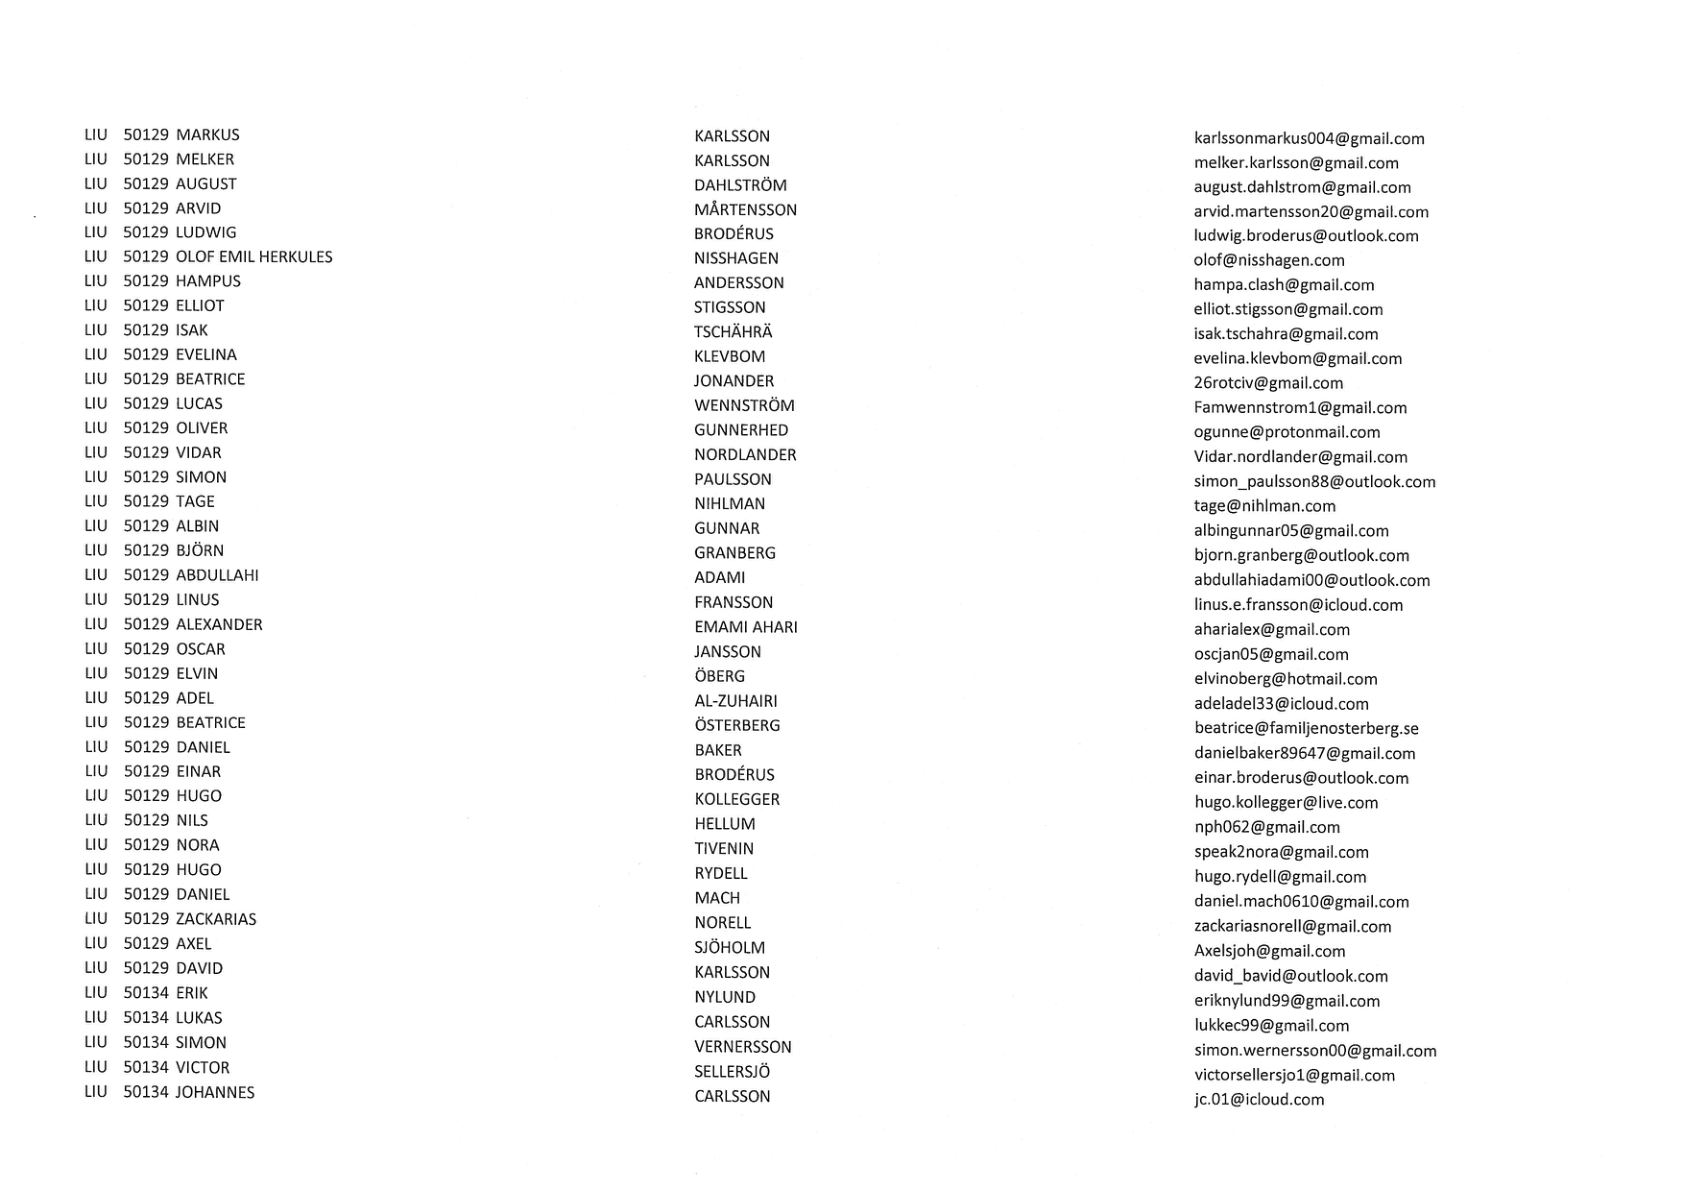 LIU 50129 MARKUS KARLSSON karlssonmarkus004@gmail.com
LIU 50129 MELKER KARLSSON melker.karlsson@gmail.com
LIU 50129 AUGUST DAHLSTRÖM august.dahlstrom@gmail.com
LIU 50129 ARVID MÅRTENSSON arvid.martensson20@gmail.com
LIU 50129 LUDWIG BRODÉRUS ludwig.broderus@outlook.com
LIU 50129 OLOF EMIL HERKULES NISSHAGEN olof@nisshagen.com
LIU 50129 HAMPUS ANDERSSON hampa.clash@gmail.com
LIU 50129 ELLIOT STIGSSON elliot.stigsson@gmail.com
LIU 50129 ISAK TSCHÄHRÄ isak.tschahra@gmail.com
LIU 50129 EVELINA KLEVBOM evelina.klevbom@gmail.com
LIU 50129 BEATRICE JONANDER 26rotciv@gmail.com
LIU 50129 LUCAS WENNSTRÖM Famwennstrom1@gmail.com
LIU 50129 OLIVER GUNNERHED ogunne@protonmail.com
LIU 50129 VIDAR NORDLANDER Vidar.nordlander@gmail.com
LIU 50129 SIMON PAULSSON simon_paulsson88@outlook.com
LIU 50129 TAGE NIHLMAN tage@nihlman.com
LIU 50129 ALBIN GUNNAR albingunnar05@gmail.com
LIU 50129 BJÖRN GRANBERG bjorn.granberg@outlook.com
LIU 50129 ABDULLAHI ADAMI abdullahiadami00@outlook.com
LIU 50129 LINUS FRANSSON linus.e.fransson@icloud.com
LIU 50129 ALEXANDER EMAMI AHARI aharialex@gmail.com
LIU 50129 OSCAR JANSSON oscjan05@gmail.com
LIU 50129 ELVIN ÖBERG elvinoberg@hotmail.com
LIU 50129 ADEL AL-ZUHAIRI adeladel33@icloud.com
LIU 50129 BEATRICE ÖSTERBERG beatrice@familjenosterberg.se
LIU 50129 DANIEL BAKER danielbaker89647@gmail.com
LIU 50129 EINAR BRODÉRUS einar.broderus@outlook.com
LIU 50129 HUGO KOLLEGGER hugo.kollegger@live.com
LIU 50129 NILS HELLUM nph062@gmail.com
LIU 50129 NORA TIVENIN speak2nora@gmail.com
LIU 50129 HUGO RYDELL hugo.rydell@gmail.com
LIU 50129 DANIEL MACH daniel.mach0610@gmail.com
LIU 50129 ZACKARIAS NORELL zackariasnorell@gmail.com
LIU 50129 AXEL SJÖHOLM Axelsjoh@gmail.com
LIU 50129 DAVID KARLSSON david_bavid@outlook.com
LIU 50134 ERIK NYLUND eriknylund99@gmail.com
LIU 50134 LUKAS CARLSSON lukkec99@gmail.com
LIU 50134 SIMON VERNERSSON simon.wernersson00@gmail.com
LIU 50134 VICTOR SELLERSJÖ victorsellersjo1@gmail.com
LIU 50134 JOHANNES CARLSSON jc.01@icloud.com